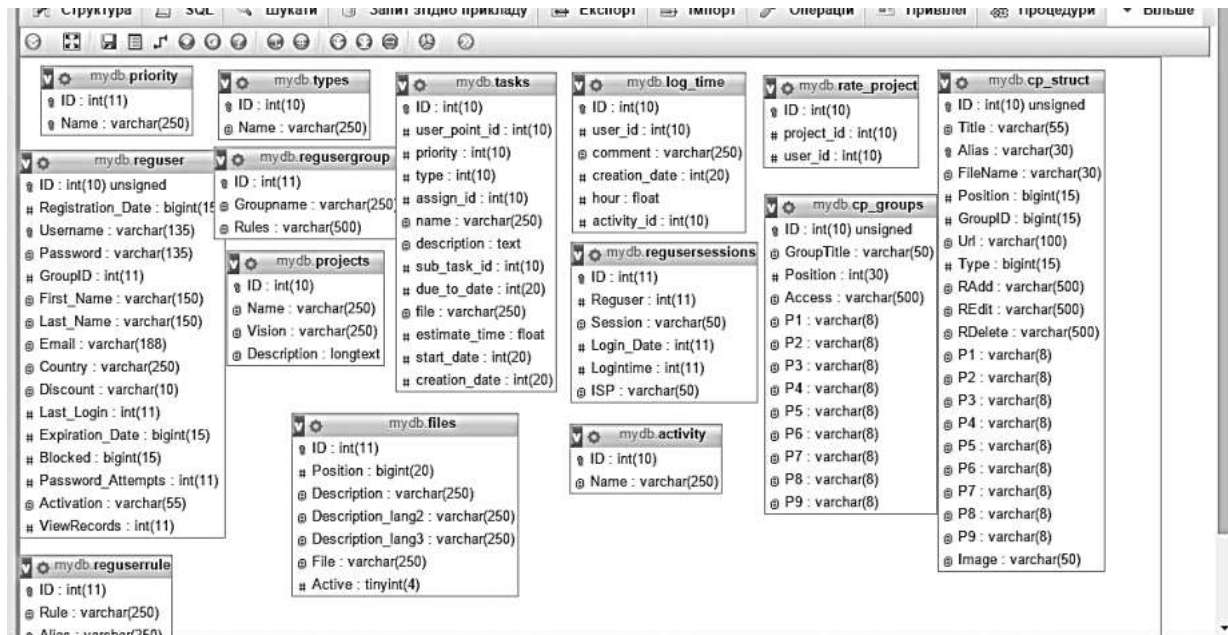 Структура SQL Шукати Запит згідно прикладу Експорт Імпорт Операції Привілеї Процедури Більше
mydb.priority
ID : int(11)
Name : varchar(250)
mydb.types
ID : int(10)
Name : varchar(250)
mydb.tasks
ID : int(10)
user_point_id : int(10)
priority : int(10)
type : int(10)
assign_id : int(10)
name : varchar(250)
description : text
sub_task_id : int(10)
due_to_date : int(20)
file : varchar(250)
estimate_time : float
start_date : int(20)
creation_date : int(20)
mydb.log_time
ID : int(10)
user_id : int(10)
comment : varchar(250)
creation_date : int(20)
hour : float
activity_id : int(10)
mydb.rate_project
ID : int(10)
project_id : int(10)
user_id : int(10)
mydb.cp_struct
ID : int(10) unsigned
Title : varchar(55)
Alias : varchar(30)
FileName : varchar(30)
Position : bigint(15)
GroupID : bigint(15)
Url : varchar(100)
Type : bigint(15)
RAdd : varchar(500)
REdit : varchar(500)
RDelete : varchar(500)
P1 : varchar(8)
P2 : varchar(8)
P3 : varchar(8)
P4 : varchar(8)
P5 : varchar(8)
P6 : varchar(8)
P7 : varchar(8)
P8 : varchar(8)
P9 : varchar(8)
Image : varchar(50)
mydb.reguser
ID : int(10) unsigned
Registration_Date : bigint(15
Username : varchar(135)
Password : varchar(135)
GroupID : int(11)
First_Name : varchar(150)
Last_Name : varchar(150)
Email : varchar(188)
Country : varchar(250)
Discount : varchar(10)
Last_Login : int(11)
Expiration_Date : bigint(15)
Blocked : bigint(15)
Password_Attempts : int(11)
Activation : varchar(55)
ViewRecords : int(11)
mydb.regusergroup
ID : int(11)
Groupname : varchar(250)
Rules : varchar(500)
mydb.projects
ID : int(10)
Name : varchar(250)
Vision : varchar(250)
Description : longtext
mydb.regusersessions
ID : int(11)
Reguser : int(11)
Session : varchar(50)
Login_Date : int(11)
Logintime : int(11)
ISP : varchar(50)
mydb.cp_groups
ID : int(10) unsigned
GroupTitle : varchar(50)
Position : int(30)
Access : varchar(500)
P1 : varchar(8)
P2 : varchar(8)
P3 : varchar(8)
P4 : varchar(8)
P5 : varchar(8)
P6 : varchar(8)
P7 : varchar(8)
P8 : varchar(8)
P9 : varchar(8)
mydb.files
ID : int(11)
Position : bigint(20)
Description : varchar(250)
Description_lang2 : varchar(250)
Description_lang3 : varchar(250)
File : varchar(250)
Active : tinyint(4)
mydb.activity
ID : int(10)
Name : varchar(250)
mydb.reguserrule
ID : int(11)
Rule : varchar(250)
Alias : varchar(250)